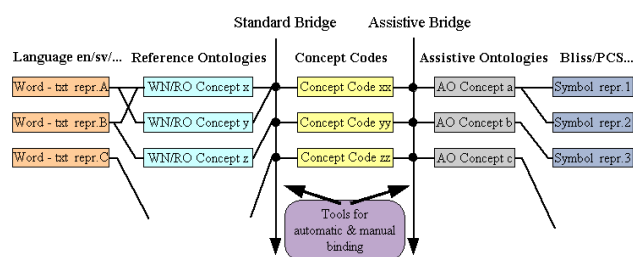 Standard Bridge Assistive Bridge
Language en/sv/... Reference Ontologies Concept Codes Assistive Ontologies Bliss/PCS...
Word - txt repr.A WN/RO Concept x Concept Code xx AO Concept a Symbol repr.1
Word - txt repr.B WN/RO Concept y Concept Code yy AO Concept b Symbol repr.2
Word - txt repr.C WN/RO Concept z Concept Code zz AO Concept c Symbol repr.3
Tools for
automatic & manual
binding